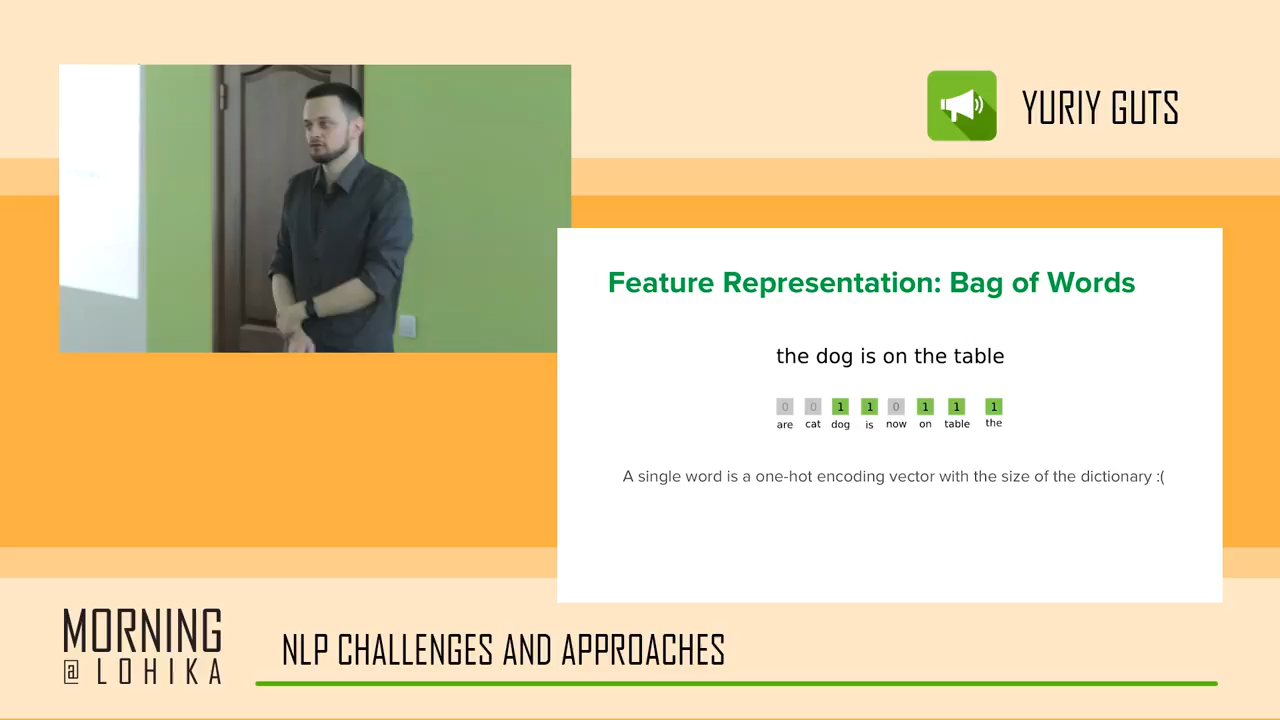 YURIY GUTS
Feature Representation: Bag of Words
the dog is on the table
0 0 1 1 0 1 1 1
are cat dog is now on table the
A single word is a one-hot encoding vector with the size of the dictionary :(
MORNING
@ LOHIKA
NLP CHALLENGES AND APPROACHES